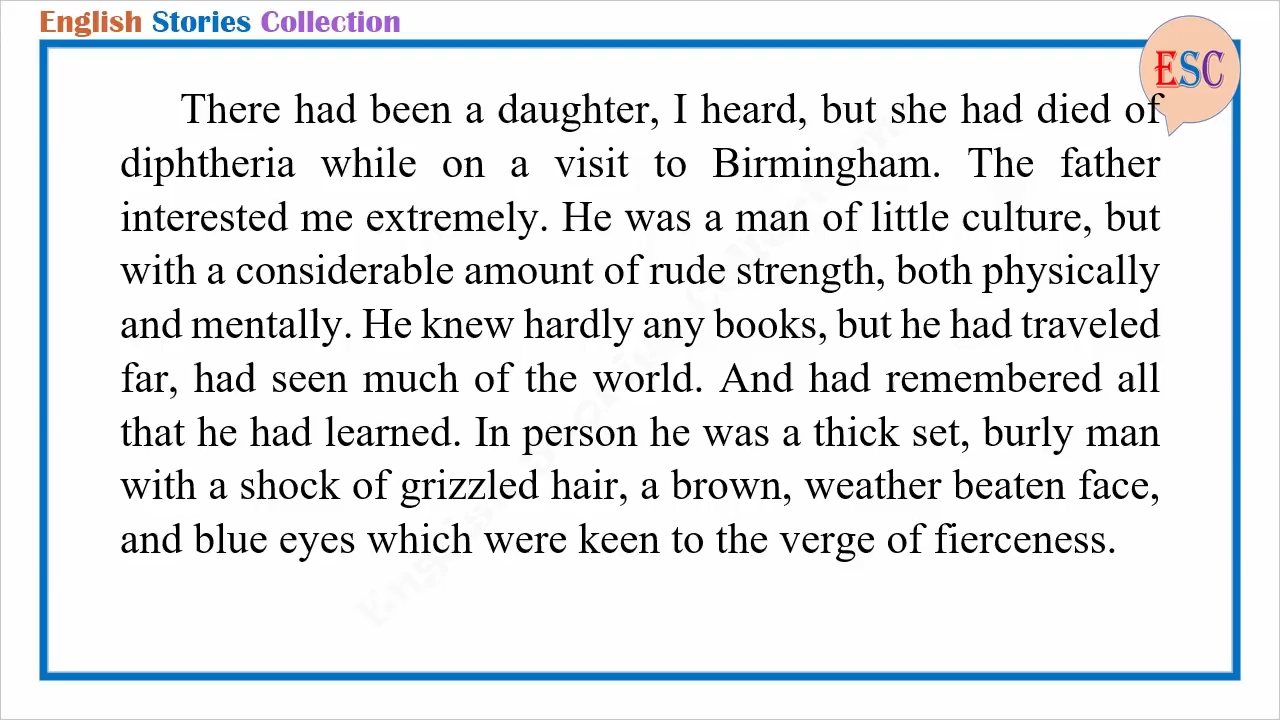 English Stories Collection
ESC
There had been a daughter, I heard, but she had died of
diphtheria while on a visit to Birmingham. The father
interested me extremely. He was a man of little culture, but
with a considerable amount of rude strength, both physically
and mentally. He knew hardly any books, but he had traveled
far, had seen much of the world. And had remembered all
that he had learned. In person he was a thick set, burly man
with a shock of grizzled hair, a brown, weather beaten face,
and blue eyes which were keen to the verge of fierceness.